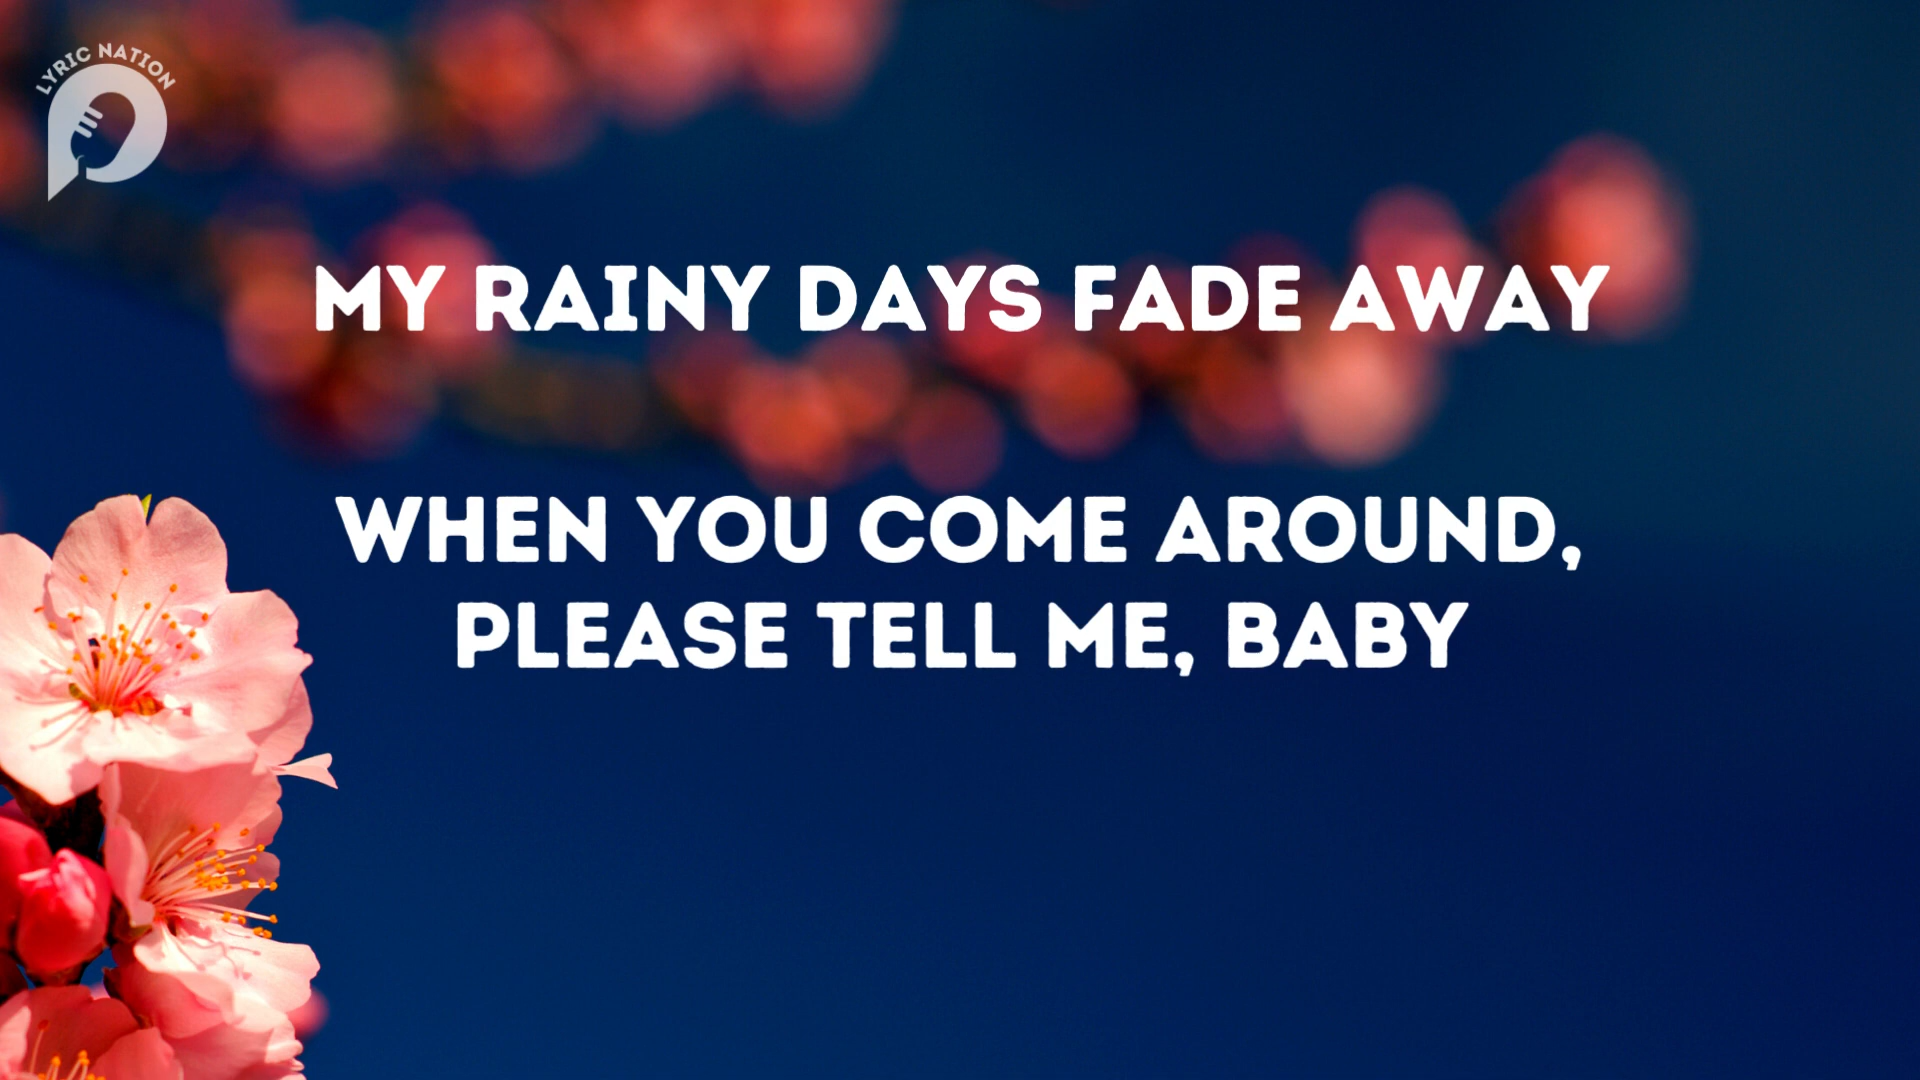 LYRIC NATION
MY RAINY DAYS FADE AWAY
WHEN YOU COME AROUND,
PLEASE TELL ME, BABY